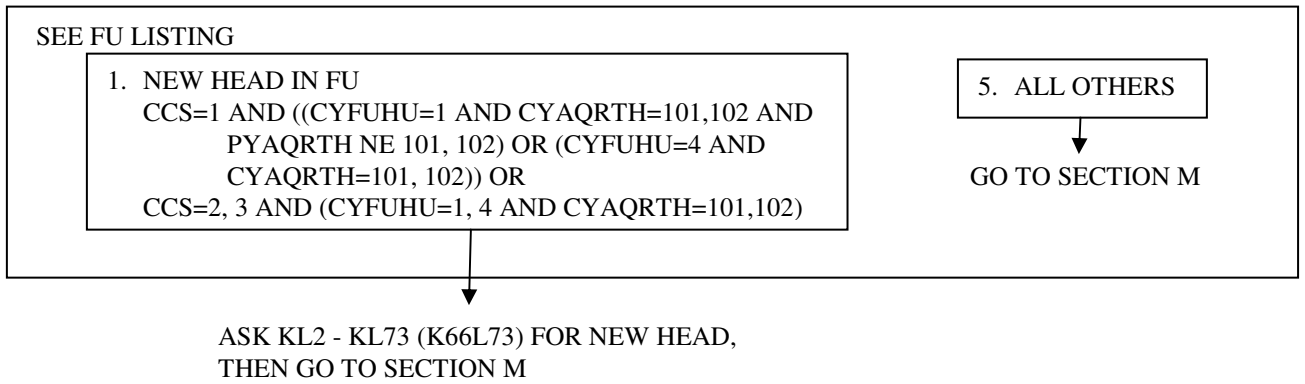 SEE FU LISTING
1. NEW HEAD IN FU
CCS=1 AND ((CYFUHU=1 AND CYAQRTH=101,102 AND
PYAQRTH NE 101, 102) OR (CYFUHU=4 AND
CYAQRTH=101, 102)) OR
CCS=2, 3 AND (CYFUHU=1, 4 AND CYAQRTH=101,102)
5. ALL OTHERS
GO TO SECTION M
ASK KL2 - KL73 (K66L73) FOR NEW HEAD,
THEN GO TO SECTION M